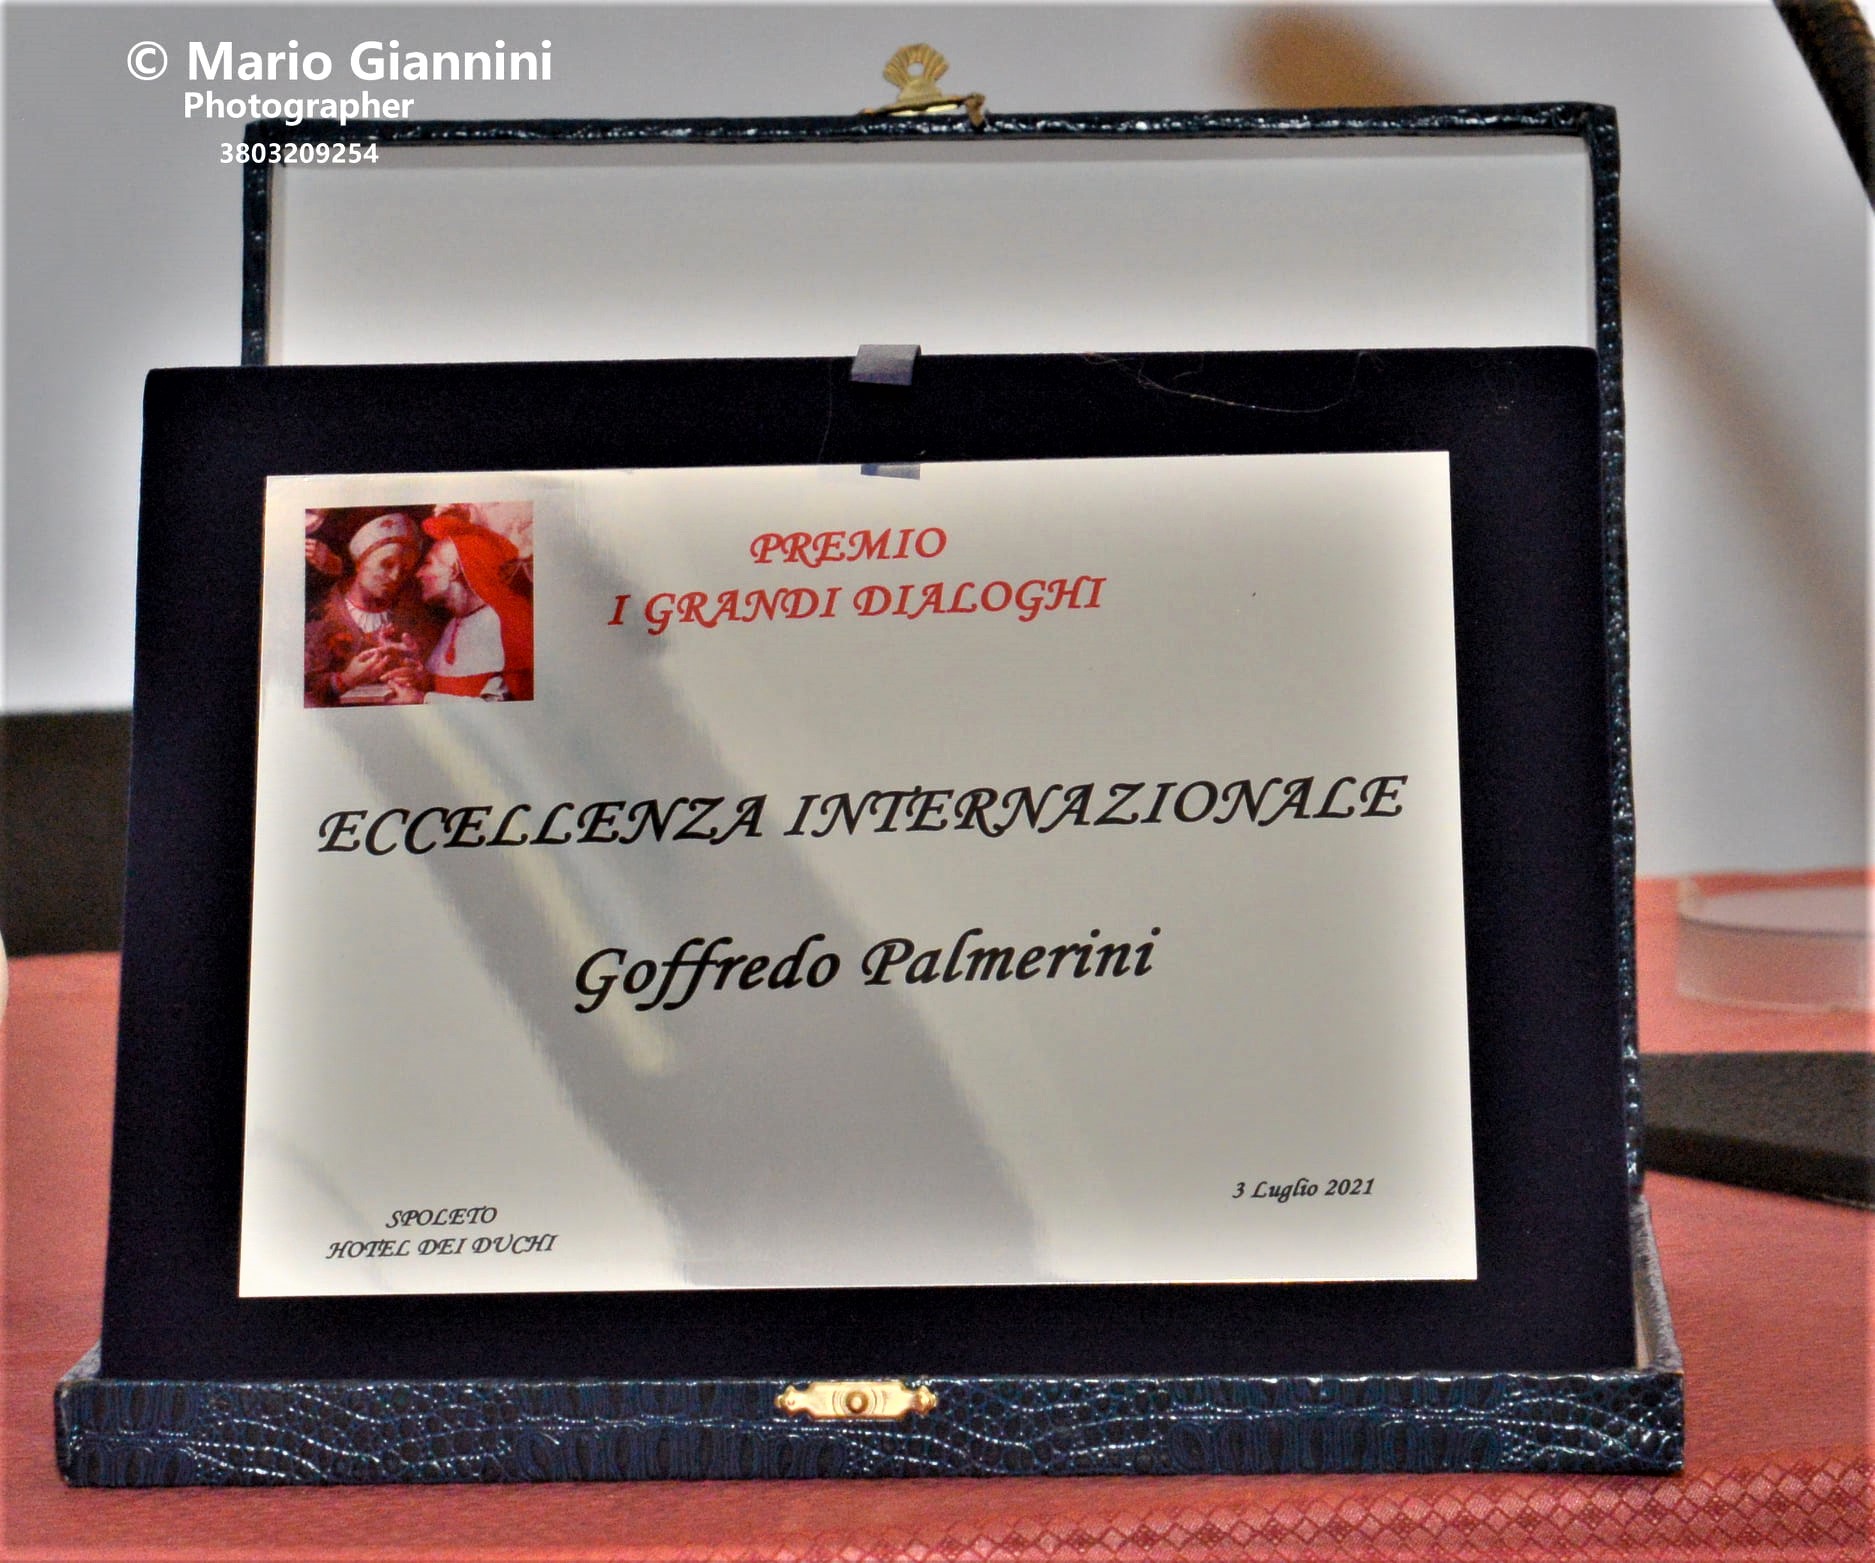 © Mario Giannini
Photographer
3803209254
PREMIO
I GRANDI DIALOGHI
ECCELLENZA INTERNAZIONALE
Goffredo Palmerini
3 Luglio 2021
SPOLETO
HOTEL DEI DUCHI